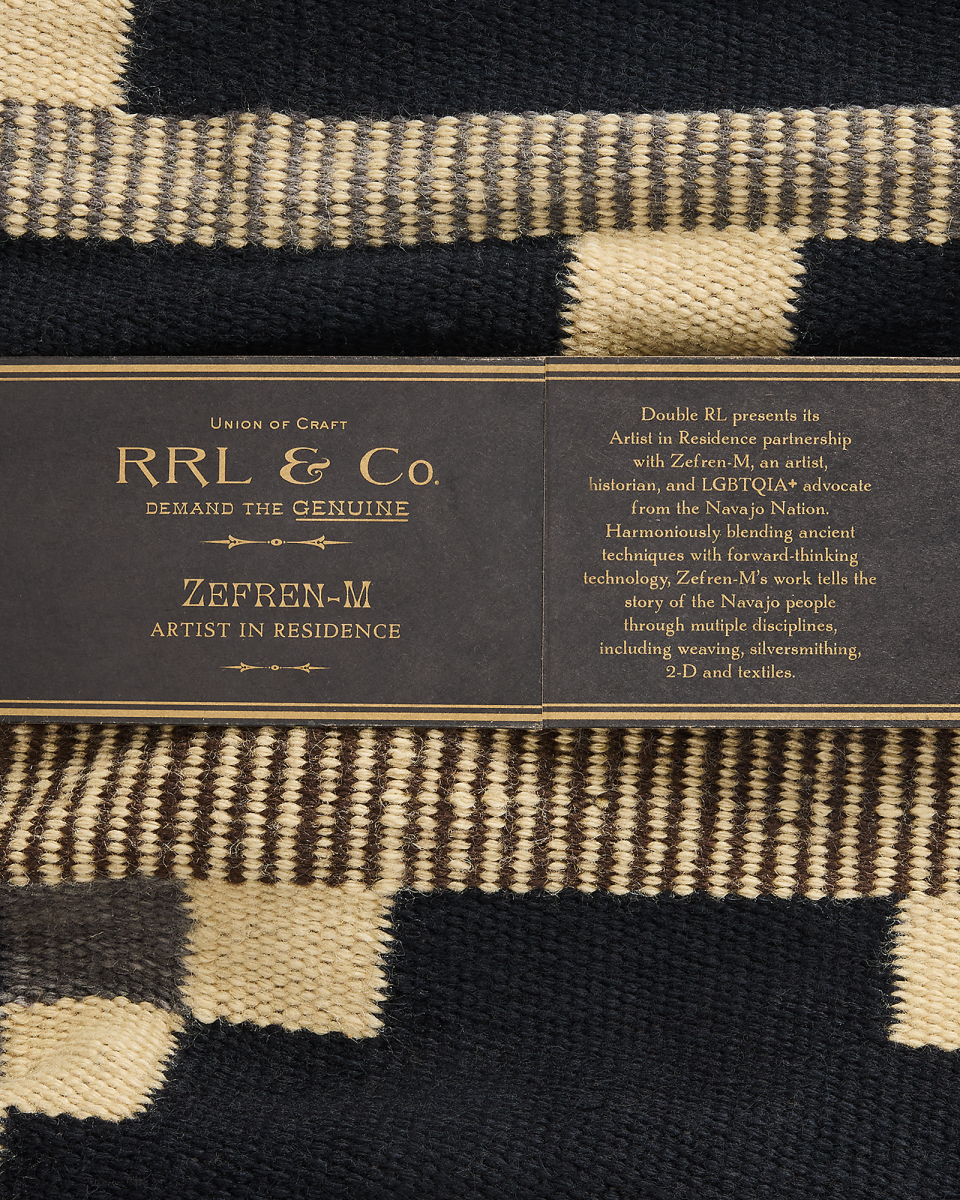 UNION OF CRAFT
RRL & Co.
DEMAND THE GENUINE
ZEFREN-M
ARTIST IN RESIDENCE
Double RL presents its
Artist in Residence partnership
with Zefren-M, an artist,
historian, and LGBTQIA+ advocate
from the Navajo Nation.
Harmoniously blending ancient
techniques with forward-thinking
technology, Zefren-M's work tells the
story of the Navajo people
through mutiple disciplines,
including weaving, silversmithing,
2-D and textiles.